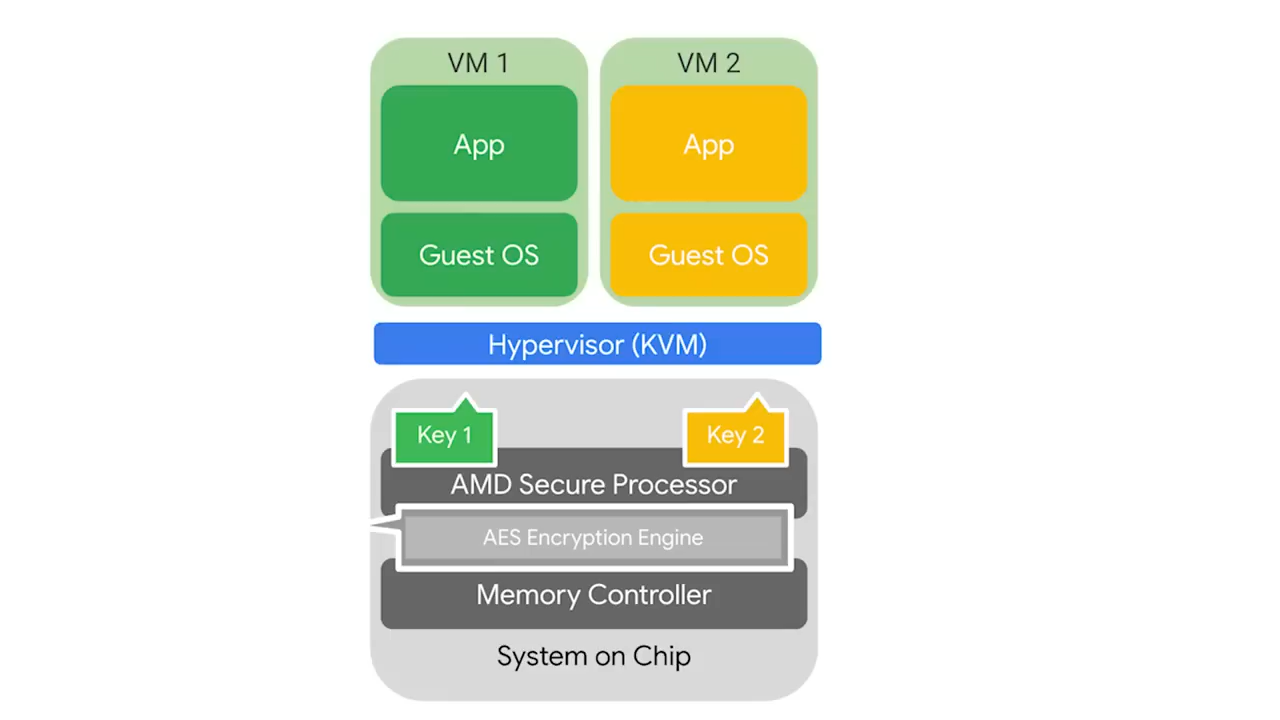 VM 1
VM 2
App
App
Guest OS
Guest OS
Hypervisor (KVM)
Key 1
Key 2
AMD Secure Processor
AES Encryption Engine
Memory Controller
System on Chip